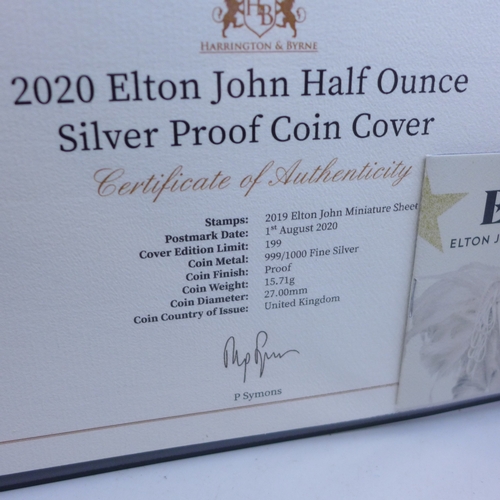 HB
HARRINGTON & BYRNE
2020 Elton John Half Ounce
Silver Proof Coin Cover
Certificate of Authenticity
Stamps: 2019 Elton John Miniature Sheet
Postmark Date: 1st August 2020
Cover Edition Limit: 199
Coin Metal: 999/1000 Fine Silver
Coin Finish: Proof
Coin Weight: 15.71g
Coin Diameter: 27.00mm
Coin Country of Issue: United Kingdom
P Symons
E
ELTON J